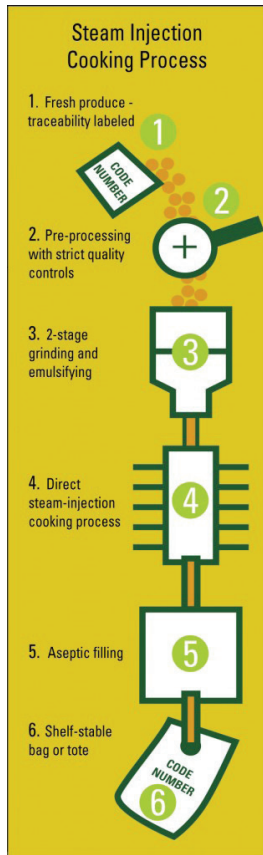 Steam Injection
Cooking Process
1. Fresh produce -
traceability labeled
1
CODE
NUMBER
2
2. Pre-processing
with strict quality
controls
3. 2-stage
grinding and
emulsifying
3
4. Direct
steam-injection
cooking process
4
5. Aseptic filling
5
6. Shelf-stable
bag or tote
CODE
NUMBER
6